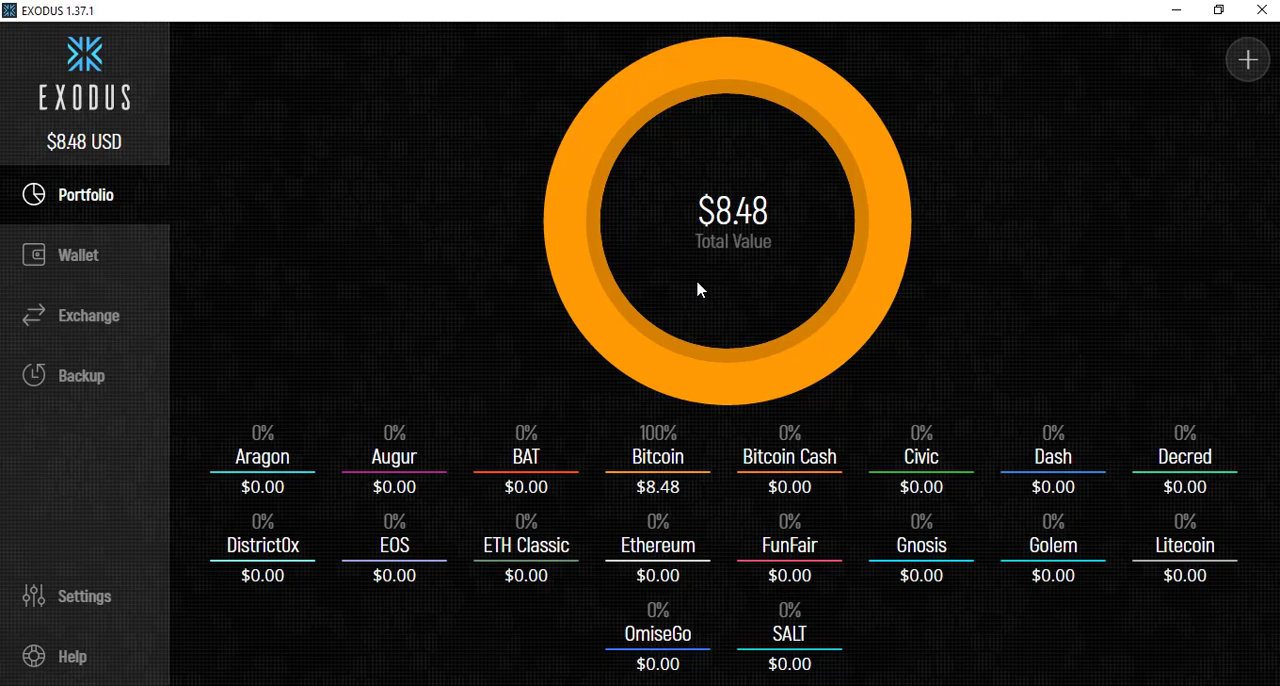 EXODUS 1.37.1
EXODUS
$8.48 USD
Portfolio
Wallet
Exchange
Backup
Settings
Help
$8.48
Total Value
0% 0% 0% 100% 0% 0% 0% 0%
Aragon Augur BAT Bitcoin Bitcoin Cash Civic Dash Decred
$0.00 $0.00 $0.00 $8.48 $0.00 $0.00 $0.00 $0.00
0% 0% 0% 0% 0% 0% 0% 0%
District0x EOS ETH Classic Ethereum FunFair Gnosis Golem Litecoin
$0.00 $0.00 $0.00 $0.00 $0.00 $0.00 $0.00 $0.00
0% 0%
OmiseGo SALT
$0.00 $0.00